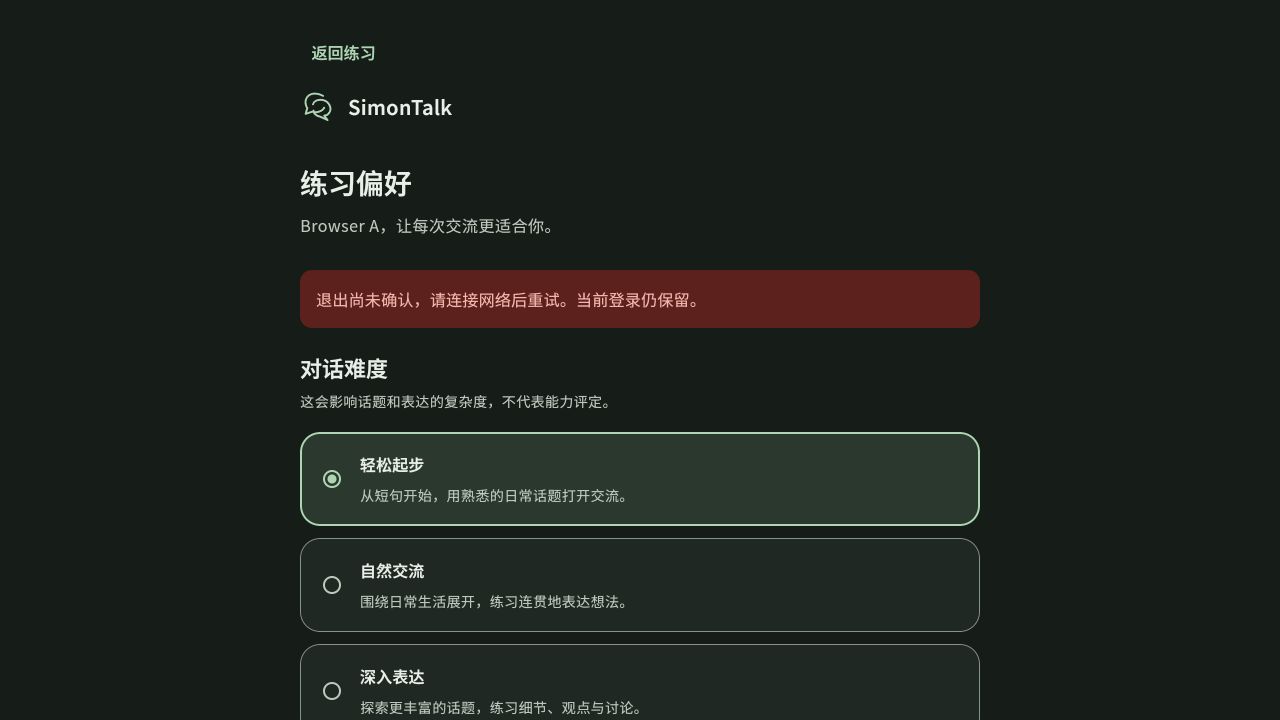 返回练习
SimonTalk
练习偏好
Browser A，让每次交流更适合你。
退出尚未确认，请连接网络后重试。当前登录仍保留。
对话难度
这会影响话题和表达的复杂度，不代表能力评定。
轻松起步
从短句开始，用熟悉的日常话题打开交流。
自然交流
围绕日常生活展开，练习连贯地表达想法。
深入表达
探索更丰富的话题，练习细节、观点与讨论。